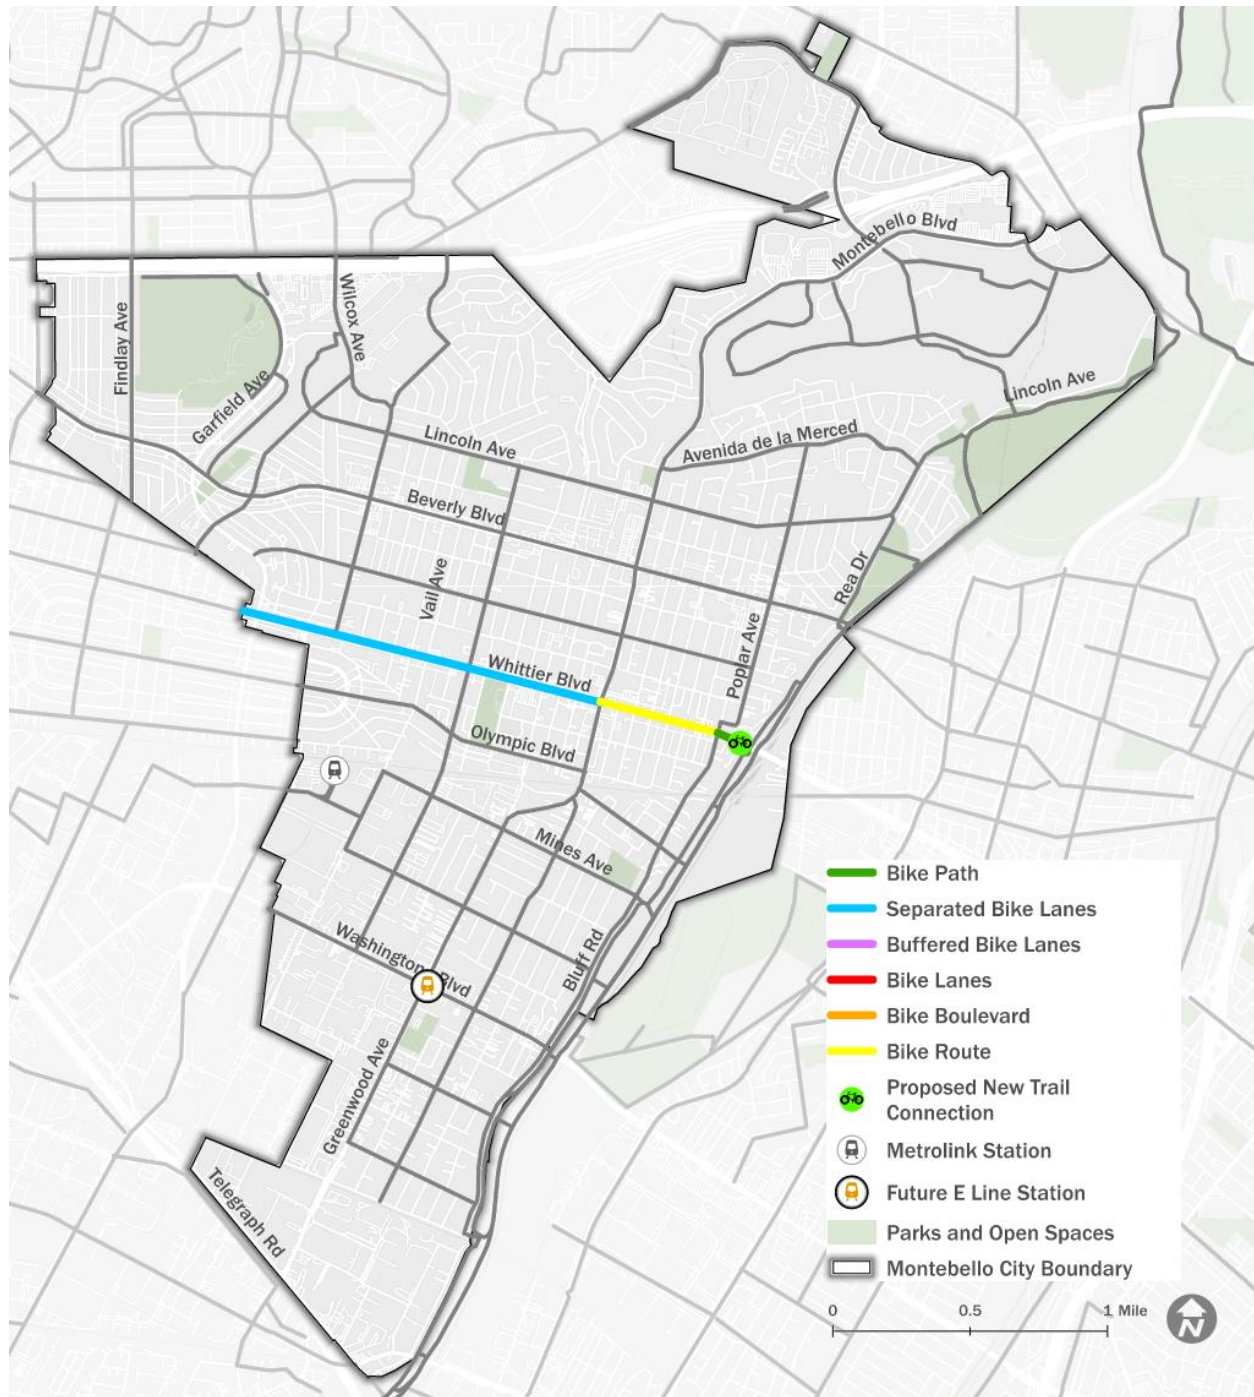 Montebello Blvd
Findlay Ave
Wilcox Ave
Garfield Ave
Lincoln Ave
Lincoln Ave
Avenida de la Merced
Beverly Blvd
Vail Ave
Rea Dr
Poplar Ave
Whittier Blvd
Olympic Blvd
Mines Ave
Washington Blvd
Bluff Rd
Greenwood Ave
Telegraph Rd
Bike Path
Separated Bike Lanes
Buffered Bike Lanes
Bike Lanes
Bike Boulevard
Bike Route
Proposed New Trail
Connection
Metrolink Station
Future E Line Station
Parks and Open Spaces
Montebello City Boundary
0 0.5 1 Mile
N